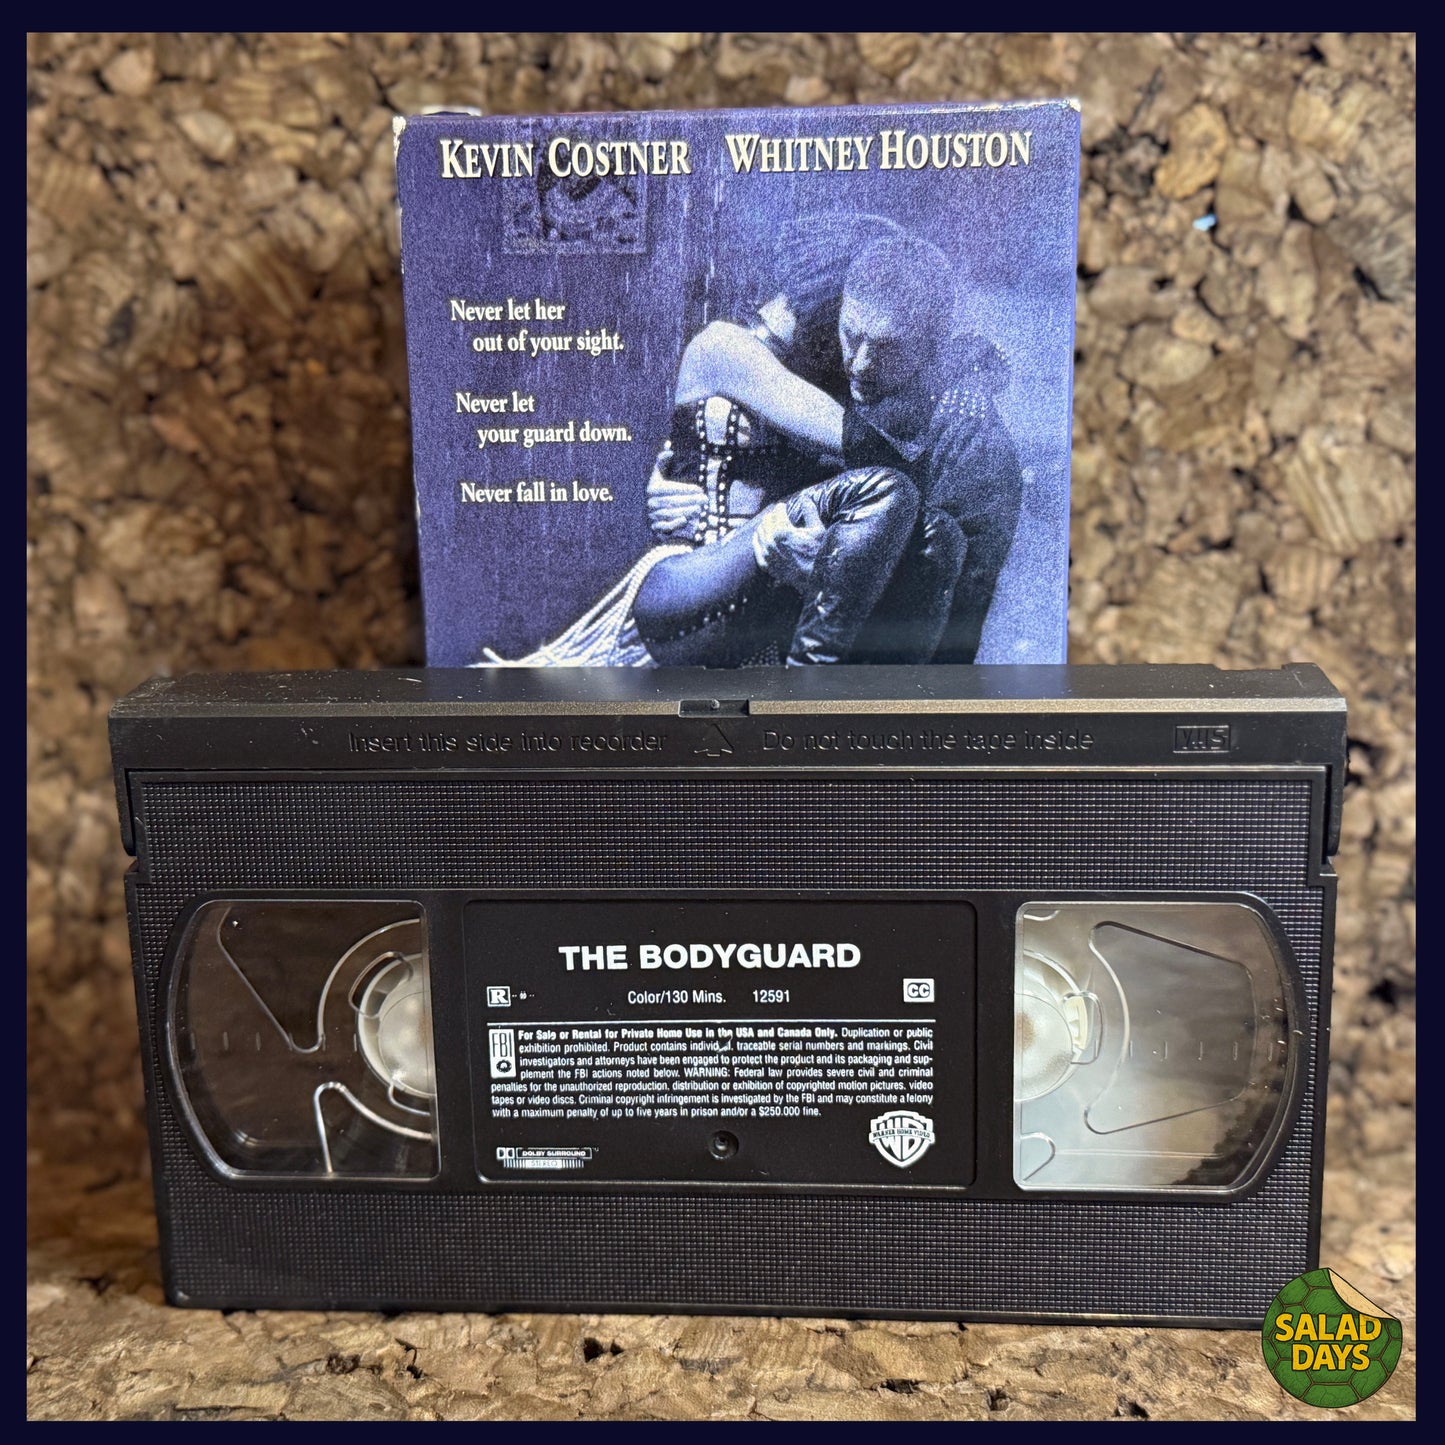 KEVIN COSTNER WHITNEY HOUSTON
Never let her
out of your sight.
Never let
your guard down.
Never fall in love.
Insert this side into recorder Do not touch the tape inside VHS
THE BODYGUARD
R Color/130 Mins. 12591 CC
For Sale or Rental for Private Home Use in the USA and Canada Only. Duplication or public
FBI exhibition prohibited. Product contains individual, traceable serial numbers and markings. Civil
investigators and attorneys have been engaged to protect the product and its packaging and sup-
plement the FBI actions noted below. WARNING: Federal law provides severe civil and criminal
penalties for the unauthorized reproduction, distribution or exhibition of copyrighted motion pictures, video
tapes or video discs. Criminal copyright infringement is investigated by the FBI and may constitute a felony
with a maximum penalty of up to five years in prison and/or a $250,000 fine.
WARNER HOME VIDEO
DOLBY SURROUND
STEREO
SALAD
DAYS